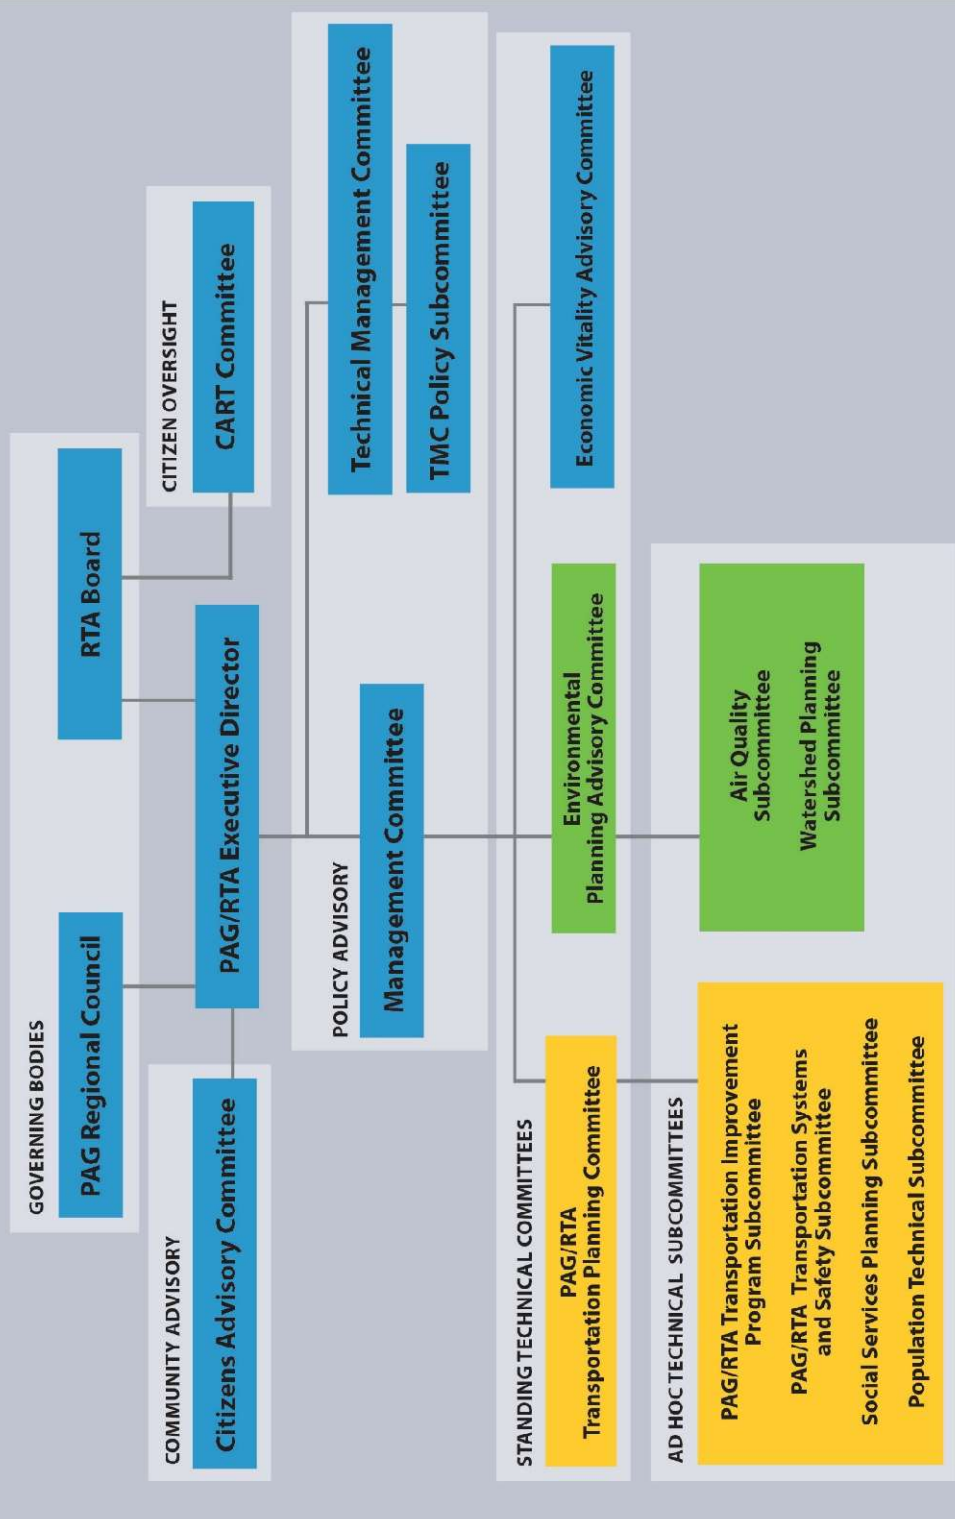 GOVERNING BODIES
PAG Regional Council
RTA Board
COMMUNITY ADVISORY
Citizens Advisory Committee
PAG/RTA Executive Director
CITIZEN OVERSIGHT
CART Committee
POLICY ADVISORY
Management Committee
Technical Management Committee
TMC Policy Subcommittee
STANDING TECHNICAL COMMITTEES
PAG/RTA
Transportation Planning Committee
Environmental
Planning Advisory Committee
Economic Vitality Advisory Committee
AD HOC TECHNICAL SUBCOMMITTEES
PAG/RTA Transportation Improvement
Program Subcommittee
PAG/RTA Transportation Systems
and Safety Subcommittee
Social Services Planning Subcommittee
Population Technical Subcommittee
Air Quality
Subcommittee
Watershed Planning
Subcommittee